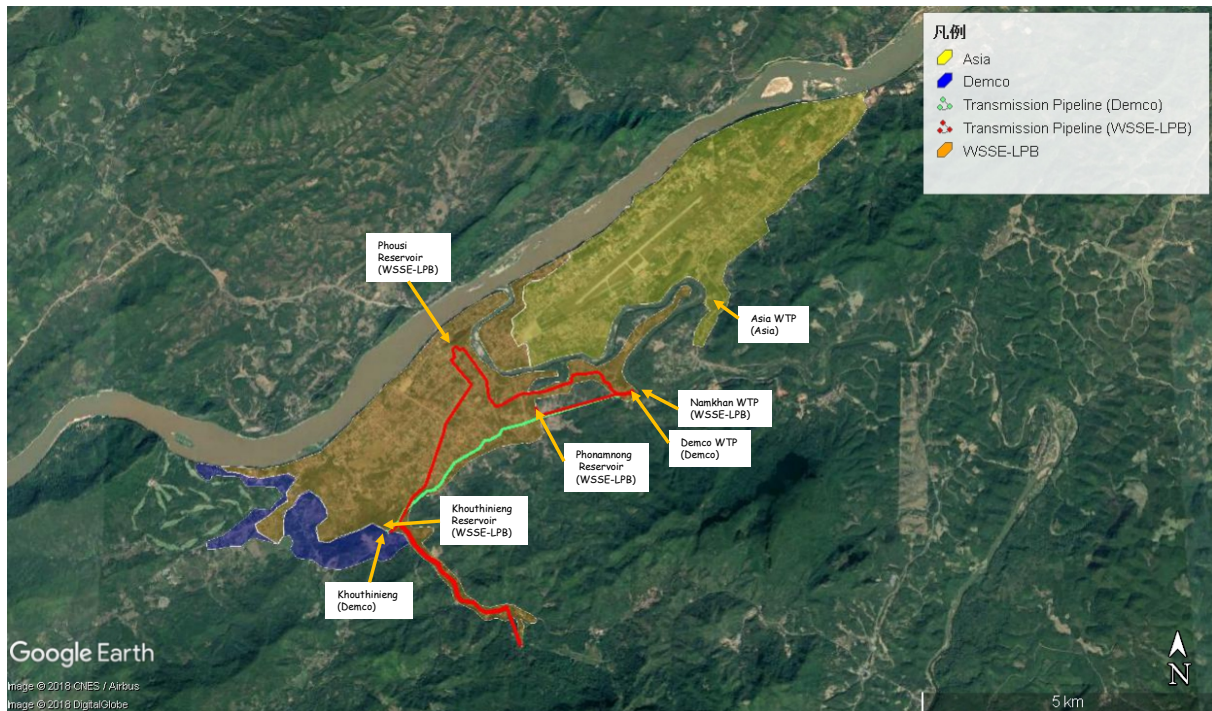 凡例
Asia
Demco
Transmission Pipeline (Demco)
Transmission Pipeline (WSSE-LPB)
WSSE-LPB
Phousi
Reservoir
(WSSE-LPB)
Asia WTP
(Asia)
Namkhan WTP
(WSSE-LPB)
Demco WTP
(Demco)
Phonamnong
Reservoir
(WSSE-LPB)
Khouthinieng
Reservoir
(WSSE-LPB)
Khouthinieng
(Demco)
Google Earth
Image © 2018 CNES / Airbus
Image © 2018 DigitalGlobe
N
5 km